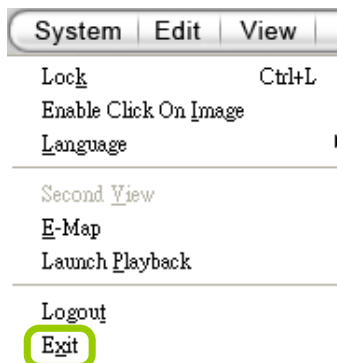 System Edit View
Lock Ctrl+L
Enable Click On Image
Language
Second View
E-Map
Launch Playback
Logout
Exit